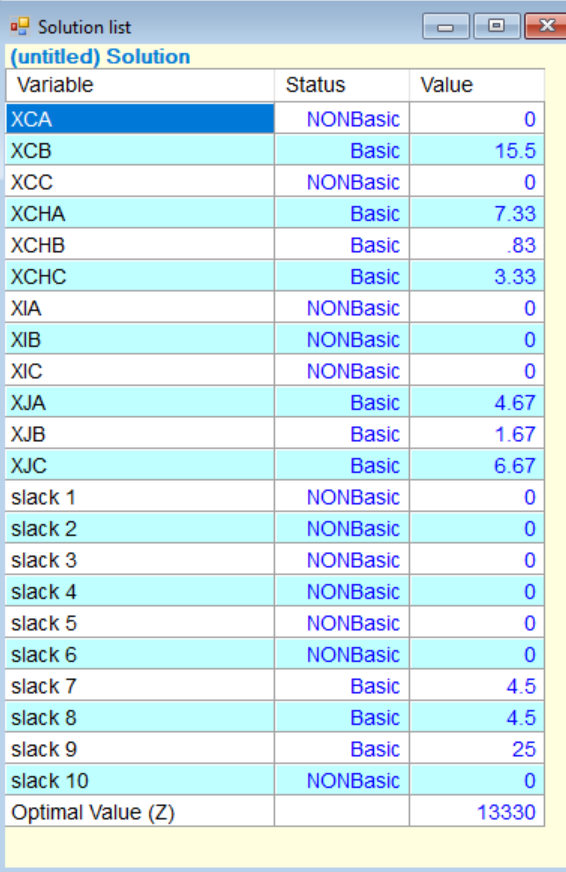 Solution list
(untitled) Solution
Variable Status Value
XCA NONBasic 0
XCB Basic 15.5
XCC NONBasic 0
XCHA Basic 7.33
XCHB Basic .83
XCHC Basic 3.33
XIA NONBasic 0
XIB NONBasic 0
XIC NONBasic 0
XJA Basic 4.67
XJB Basic 1.67
XJC Basic 6.67
slack 1 NONBasic 0
slack 2 NONBasic 0
slack 3 NONBasic 0
slack 4 NONBasic 0
slack 5 NONBasic 0
slack 6 NONBasic 0
slack 7 Basic 4.5
slack 8 Basic 4.5
slack 9 Basic 25
slack 10 NONBasic 0
Optimal Value (Z) 13330